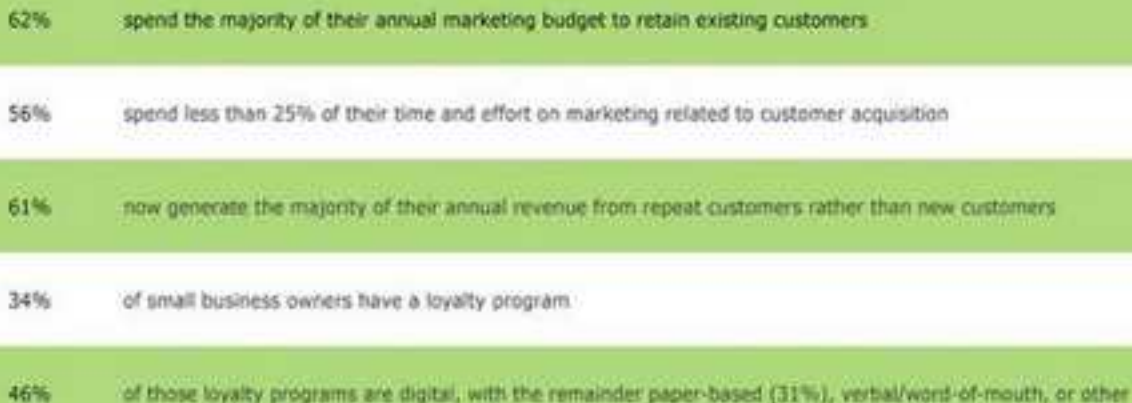 62% spend the majority of their annual marketing budget to retain existing customers
56% spend less than 25% of their time and effort on marketing related to customer acquisition
61% now generate the majority of their annual revenue from repeat customers rather than new customers
34% of small business owners have a loyalty program
46% of those loyalty programs are digital, with the remainder paper-based (31%), verbal/word-of-mouth, or other